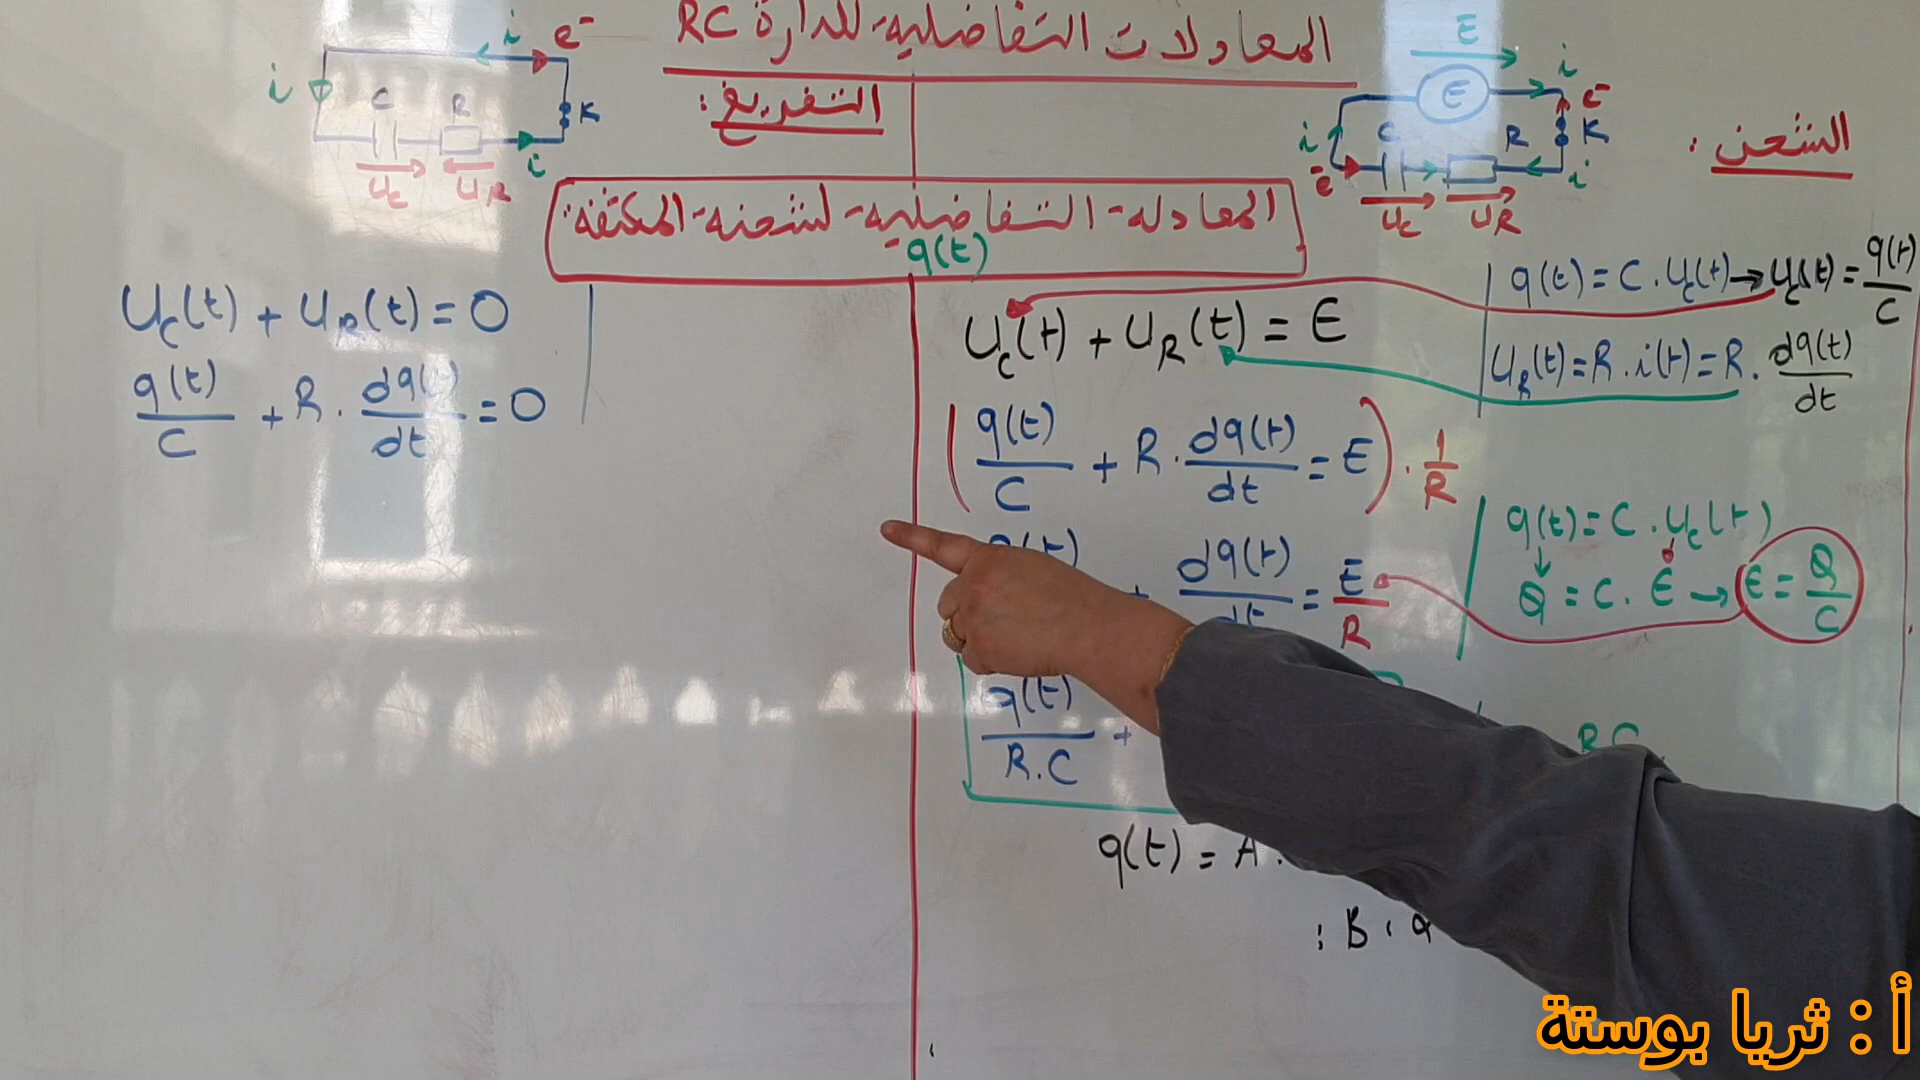 المعادلات التفاضلية للدارة RC
الشحن :
E
i
E
e-
K
C
R
i
i
e-
Uc
UR
التفريغ :
i
e-
i
C
R
K
i
Uc
UR
المعادلة التفاضلية لشحنة المكثفة:
q(t)
q(t) = C . Uc(t) → Uc(t) = q(t)/C
UR(t) = R . i(t) = R . dq(t)/dt
Uc(t) + UR(t) = E
(q(t)/C + R . dq(t)/dt = E) . 1/R
dq(t)/dt = E/R
q(t) = C . Uc(t)
Q = C . E → E = Q/C
q(t)/R.C +
R C
q(t) = A .
: B ،
Uc(t) + UR(t) = 0
q(t)/C + R . dq(t)/dt = 0
أ : ثريا بوستة